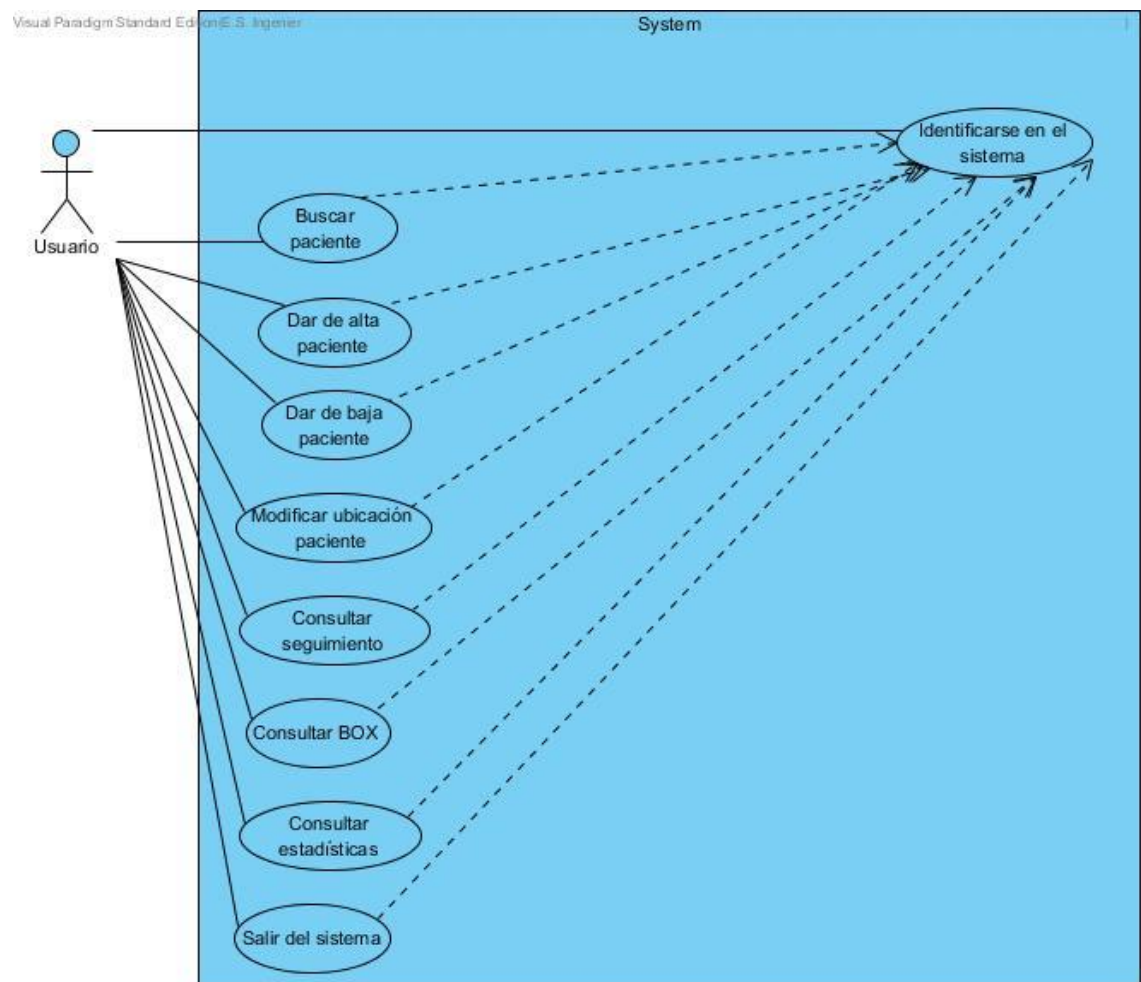 Visual Paradigm Standard Edition(E.S. Ingenier
System
Identificarse en el
sistema
Usuario
Buscar
paciente
Dar de alta
paciente
Dar de baja
paciente
Modificar ubicación
paciente
Consultar
seguimiento
Consultar BOX
Consultar
estadísticas
Salir del sistema